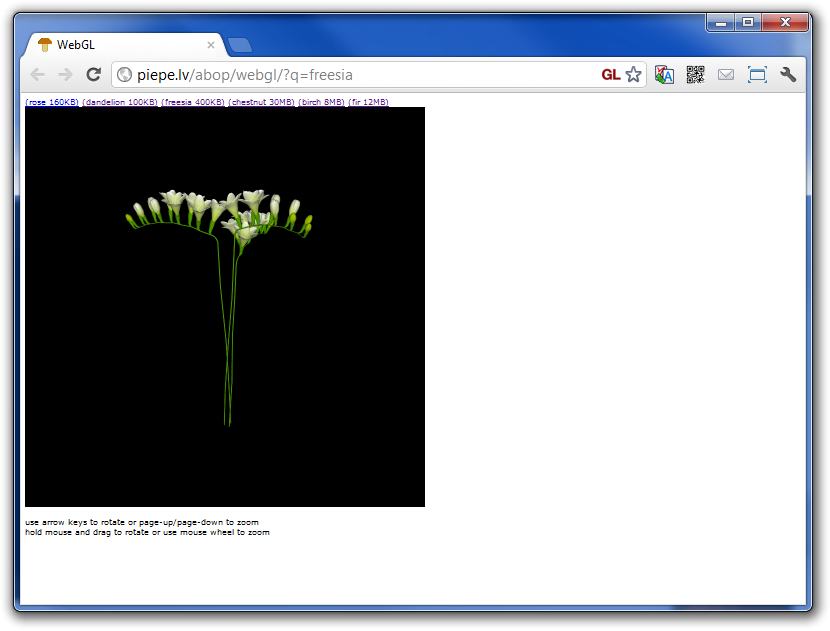 WebGL
piepe.lv/abop/webgl/?q=freesia GL
(rose 160KB) (dandelion 100KB) (freesia 400KB) (chestnut 30MB) (birch 8MB) (fir 12MB)
use arrow keys to rotate or page-up/page-down to zoom
hold mouse and drag to rotate or use mouse wheel to zoom